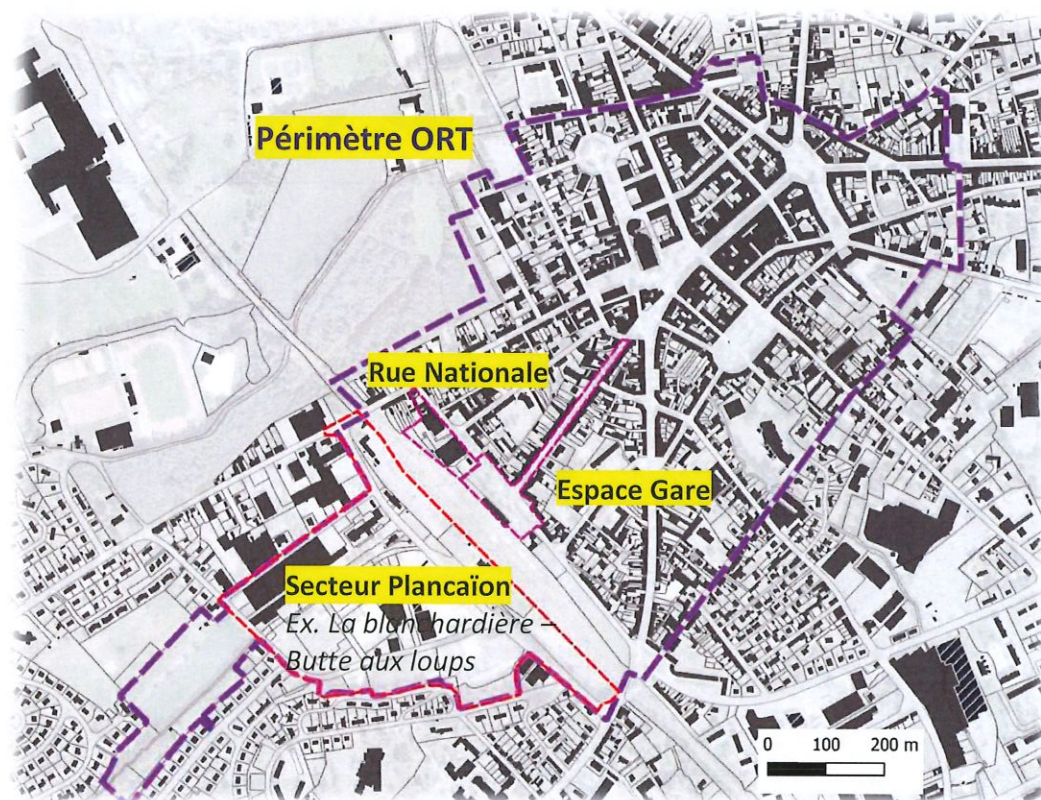 Périmètre ORT
Rue Nationale
Espace Gare
Secteur Plancaïon
Ex. La blanchardière –
Butte aux loups
0 100 200 m